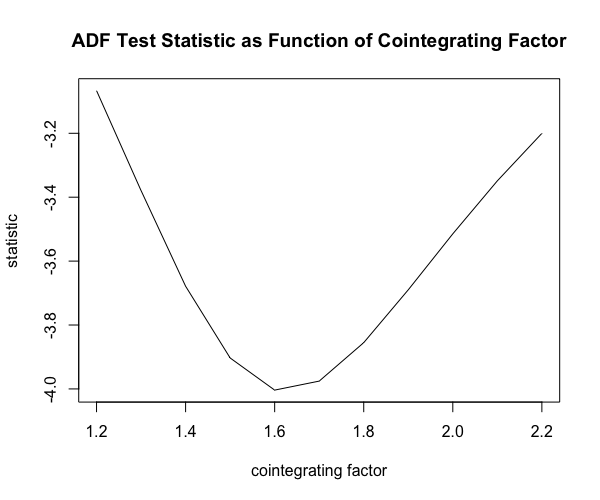 ADF Test Statistic as Function of Cointegrating Factor
statistic
-3.2
-3.4
-3.6
-3.8
-4.0
1.2 1.4 1.6 1.8 2.0 2.2
cointegrating factor